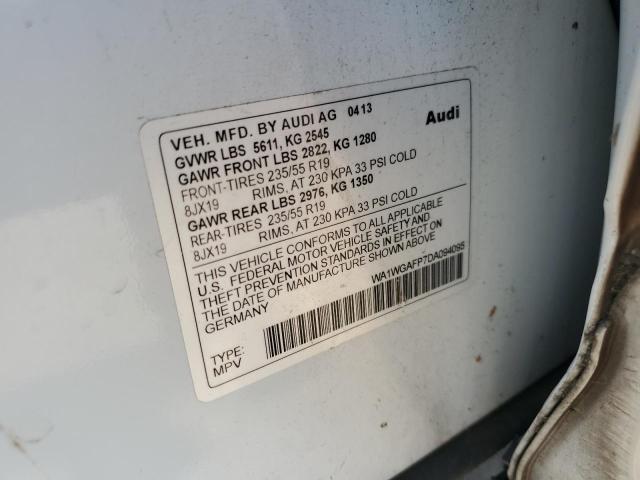 VEH. MFD. BY AUDI AG 0413 Audi
GVWR LBS 5611, KG 2545
GAWR FRONT LBS 2822, KG 1280
FRONT-TIRES 235/55 R19
8JX19 RIMS, AT 230 KPA 33 PSI COLD
GAWR REAR LBS 2976, KG 1350
REAR-TIRES 235/55 R19
8JX19 RIMS, AT 230 KPA 33 PSI COLD
THIS VEHICLE CONFORMS TO ALL APPLICABLE
U.S. FEDERAL MOTOR VEHICLE SAFETY AND
THEFT PREVENTION STANDARDS IN EFFECT ON
THE DATE OF MANUFACTURE SHOWN ABOVE
GERMANY
WA1WGAFP7DA094095
TYPE:
MPV